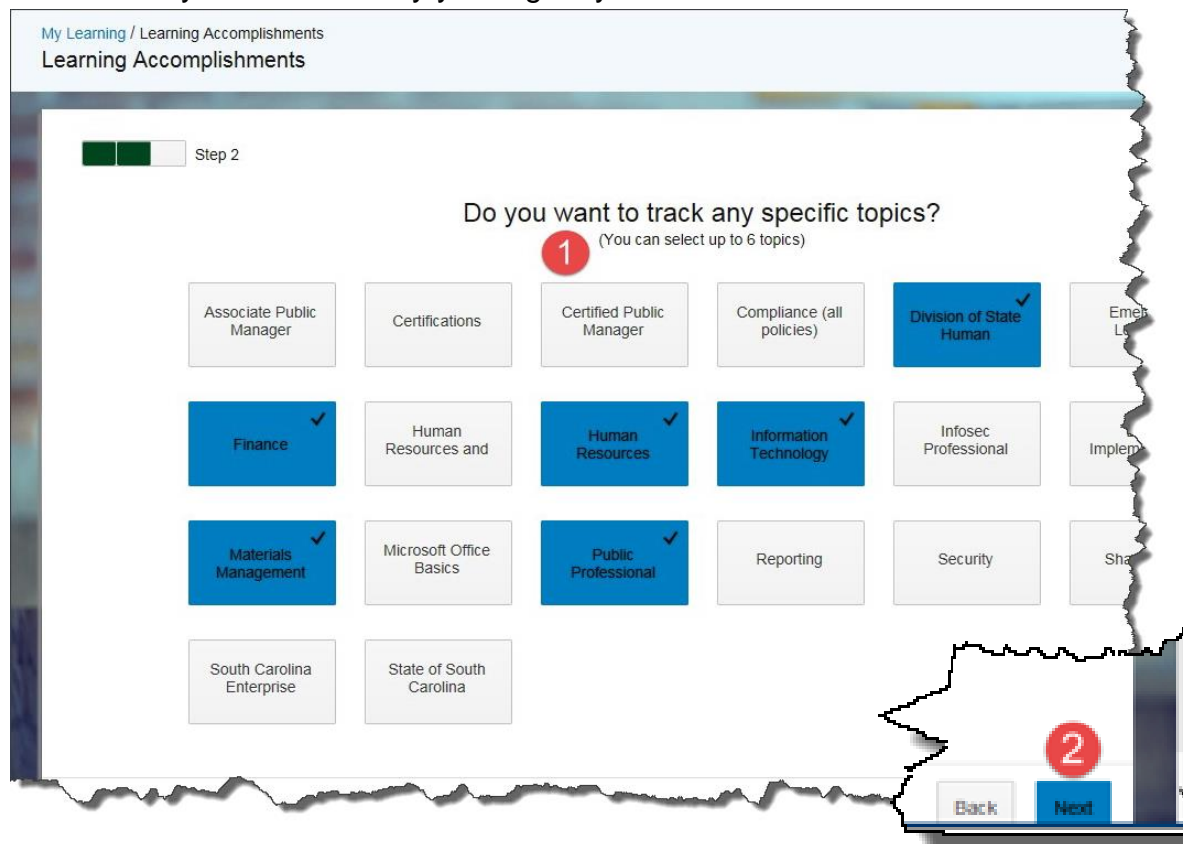 My Learning / Learning Accomplishments
Learning Accomplishments
Step 2
Do you want to track any specific topics?
(You can select up to 6 topics)
1
Associate Public
Manager
Certifications
Certified Public
Manager
Compliance (all
policies)
Division of State
Human
Finance
Human
Resources and
Human
Resources
Information
Technology
Infosec
Professional
Materials
Management
Microsoft Office
Basics
Public
Professional
Reporting
Security
South Carolina
Enterprise
State of South
Carolina
2
Back
Next